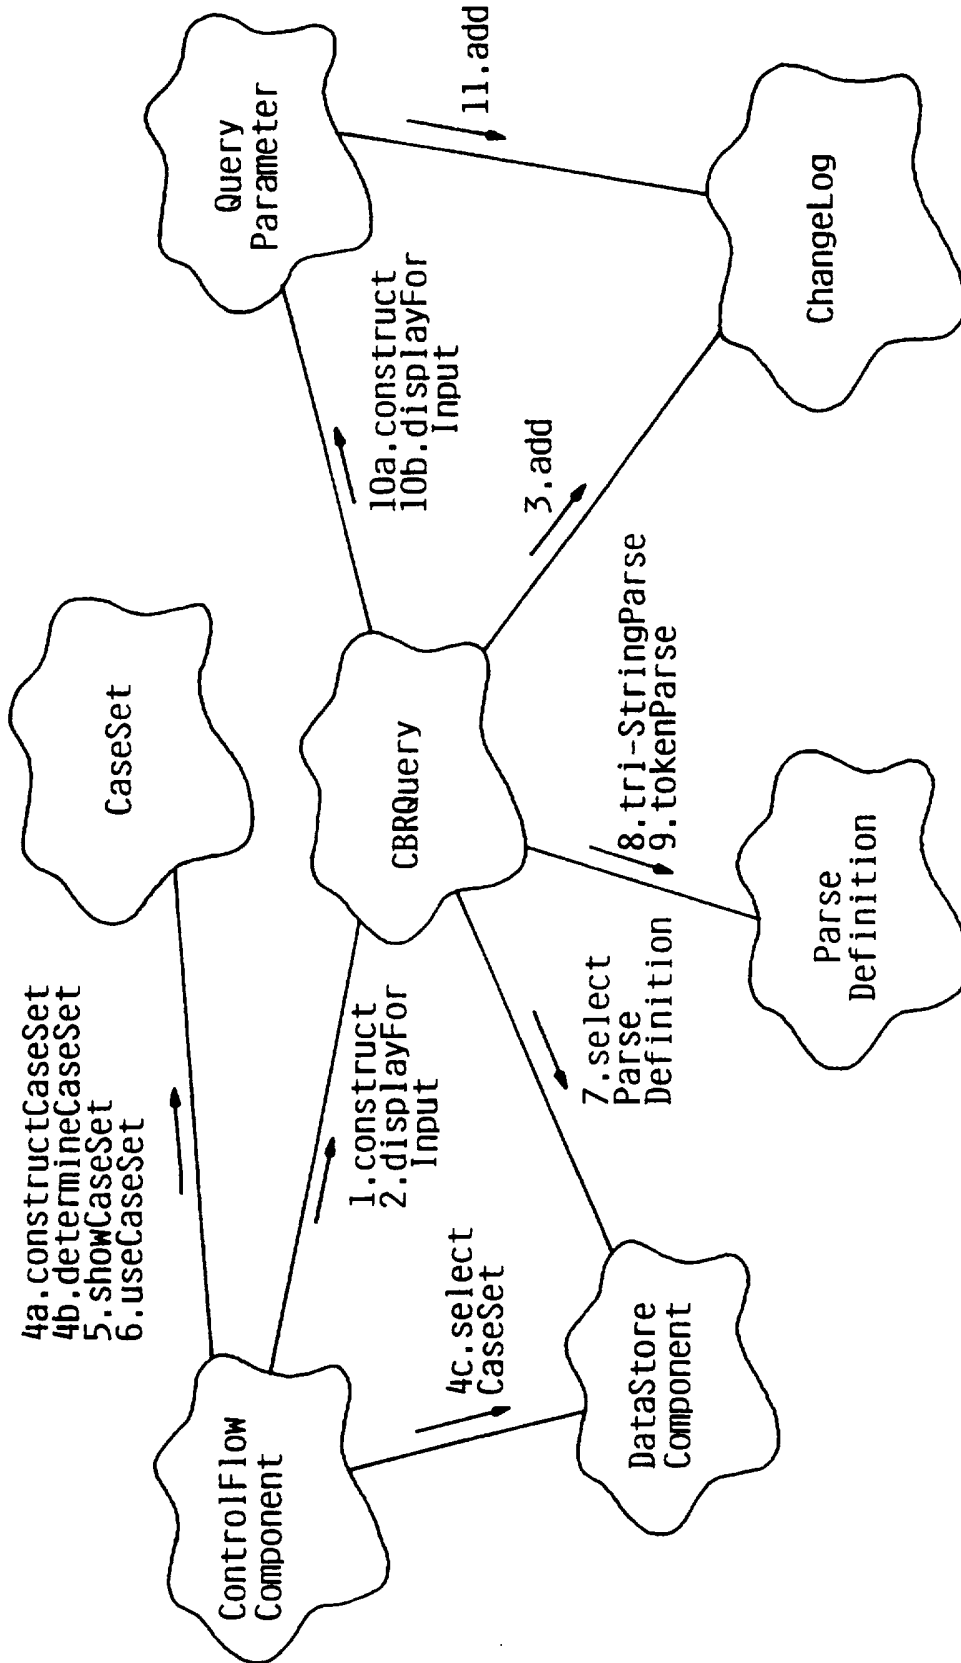 4a.constructCaseSet
4b.determineCaseSet
5.showCaseSet
6.useCaseSet
CaseSet
Query
Parameter
ControlFlow
Component
1.construct
2.displayFor
Input
CBRQuery
10a.construct
10b.displayFor
Input
11.add
4c.select
CaseSet
3.add
7.select
Parse
Definition
8.tri-StringParse
9.tokenParse
DataStore
Component
Parse
Definition
ChangeLog